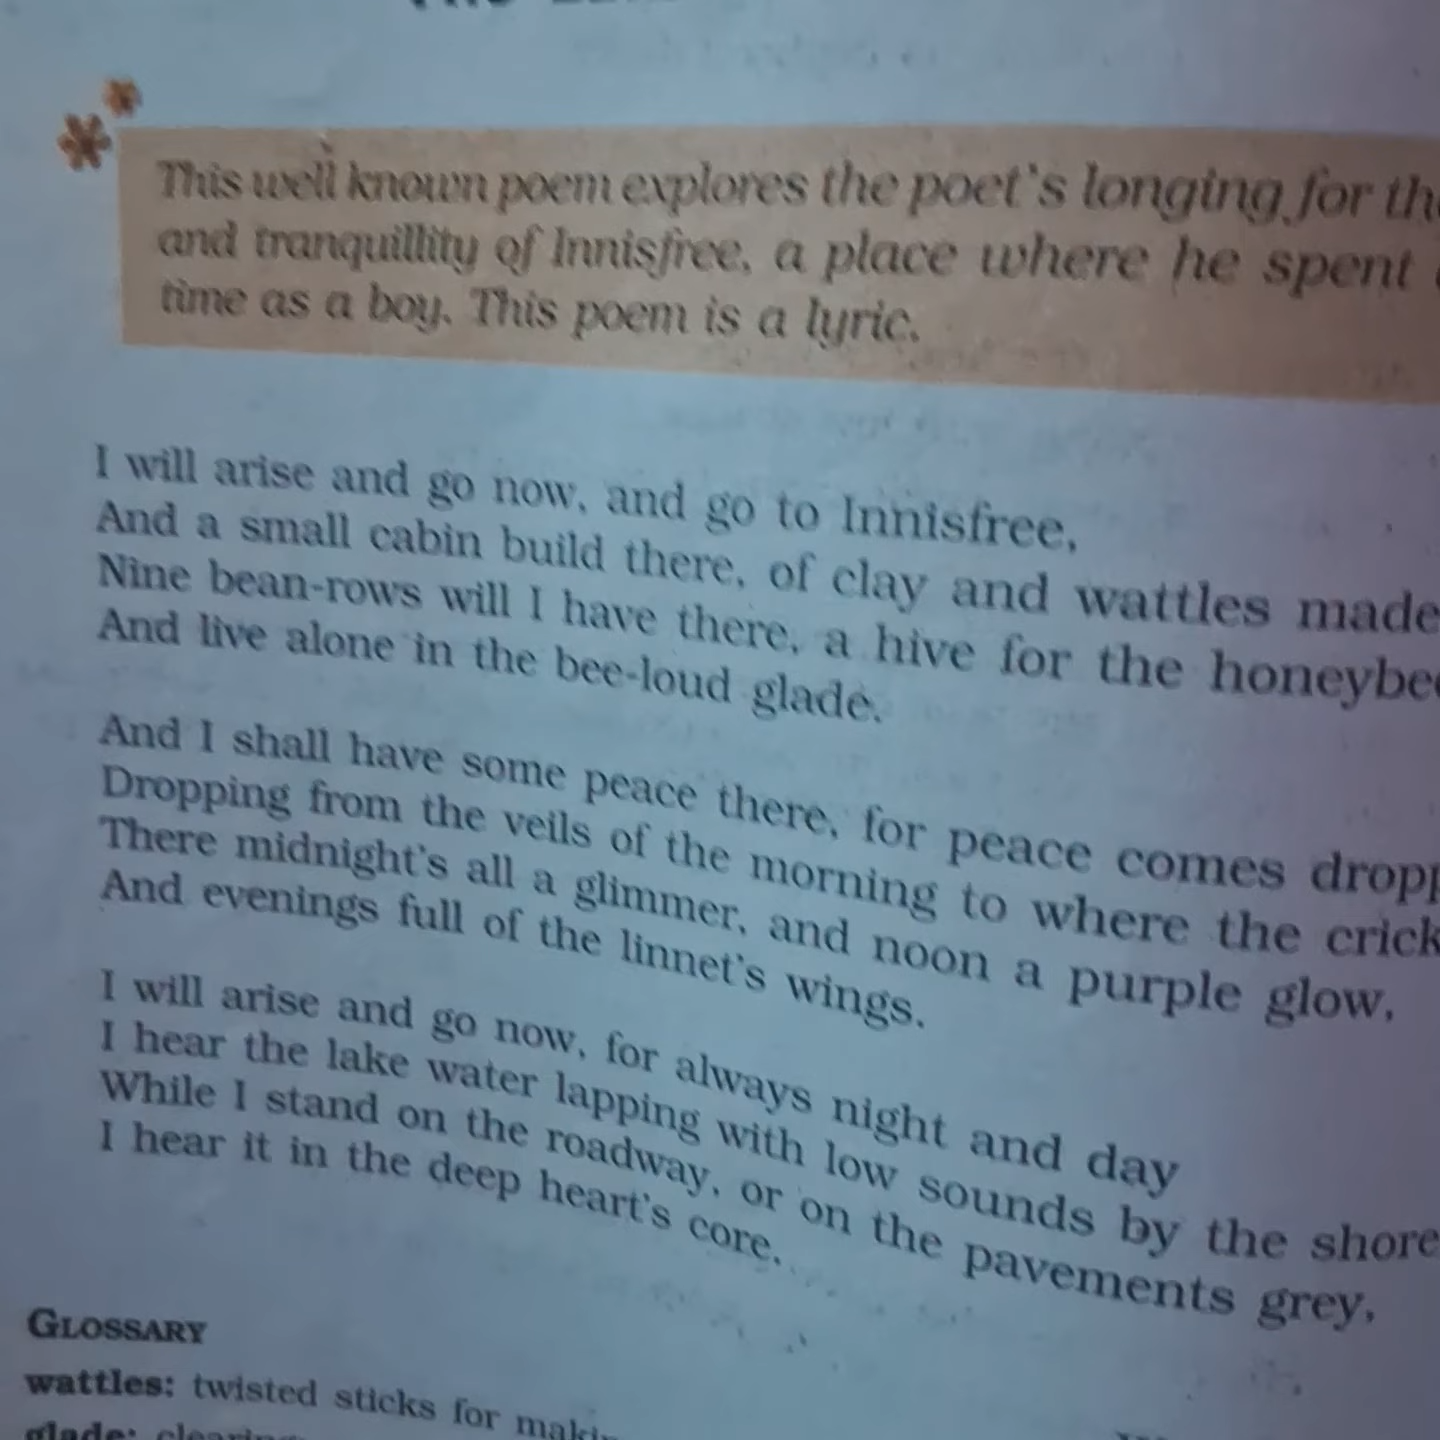 This well known poem explores the poet's longing for the
and tranquillity of Innisfree, a place where he spent
time as a boy. This poem is a lyric.
I will arise and go now, and go to Innisfree,
And a small cabin build there, of clay and wattles made
Nine bean-rows will I have there, a hive for the honeybee
And live alone in the bee-loud glade.
And I shall have some peace there, for peace comes dropp
Dropping from the veils of the morning to where the crick
There midnight's all a glimmer, and noon a purple glow,
And evenings full of the linnet's wings.
I will arise and go now, for always night and day
I hear the lake water lapping with low sounds by the shore
While I stand on the roadway, or on the pavements grey,
I hear it in the deep heart's core.
GLOSSARY
wattles: twisted sticks for makin
glade: clearing